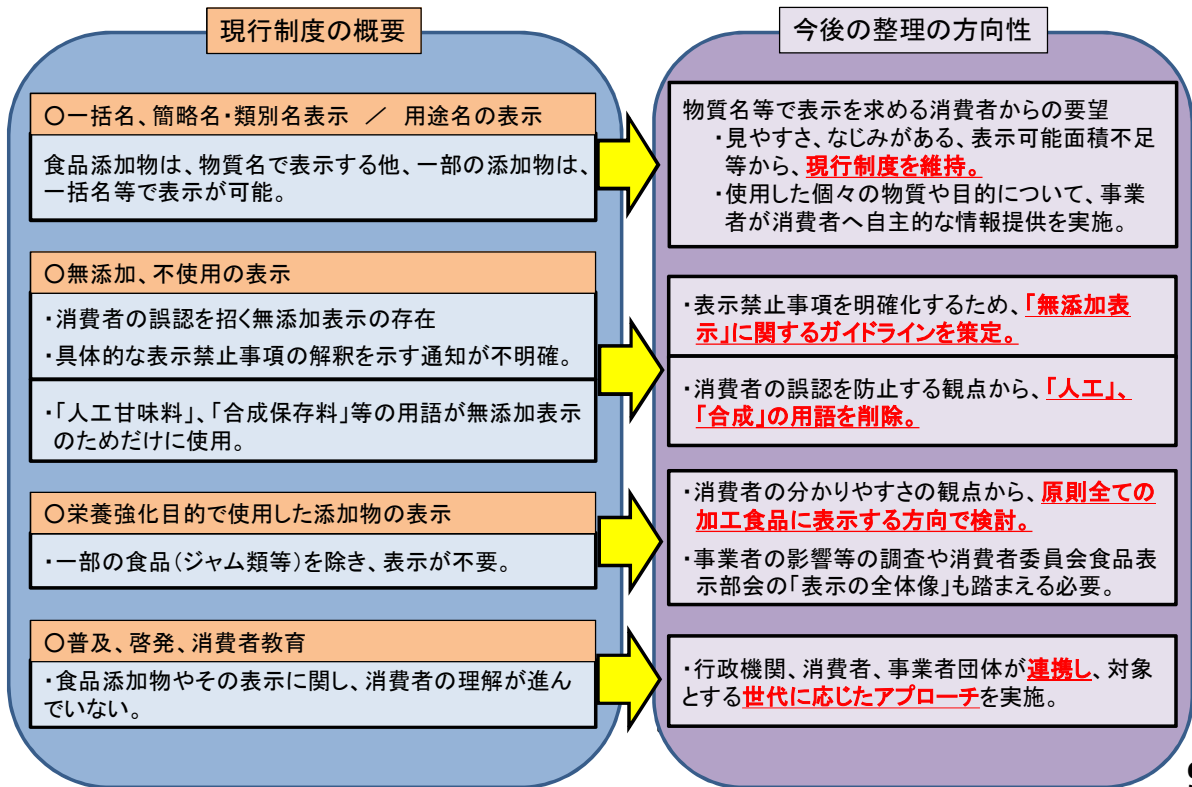 現行制度の概要
〇一括名、簡略名・類別名表示 ／ 用途名の表示
食品添加物は、物質名で表示する他、一部の添加物は、
一括名等で表示が可能。
〇無添加、不使用の表示
・消費者の誤認を招く無添加表示の存在
・具体的な表示禁止事項の解釈を示す通知が不明確。
・「人工甘味料」、「合成保存料」等の用語が無添加表示
のためだけに使用。
〇栄養強化目的で使用した添加物の表示
・一部の食品（ジャム類等）を除き、表示が不要。
〇普及、啓発、消費者教育
・食品添加物やその表示に関し、消費者の理解が進ん
でいない。
今後の整理の方向性
物質名等で表示を求める消費者からの要望
・見やすさ、なじみがある、表示可能面積不足
等から、現行制度を維持。
・使用した個々の物質や目的について、事業
者が消費者へ自主的な情報提供を実施。
・表示禁止事項を明確化するため、「無添加表
示」に関するガイドラインを策定。
・消費者の誤認を防止する観点から、「人工」、
「合成」の用語を削除。
・消費者の分かりやすさの観点から、原則全ての
加工食品に表示する方向で検討。
・事業者の影響等の調査や消費者委員会食品表
示部会の「表示の全体像」も踏まえる必要。
・行政機関、消費者、事業者団体が連携し、対象
とする世代に応じたアプローチを実施。